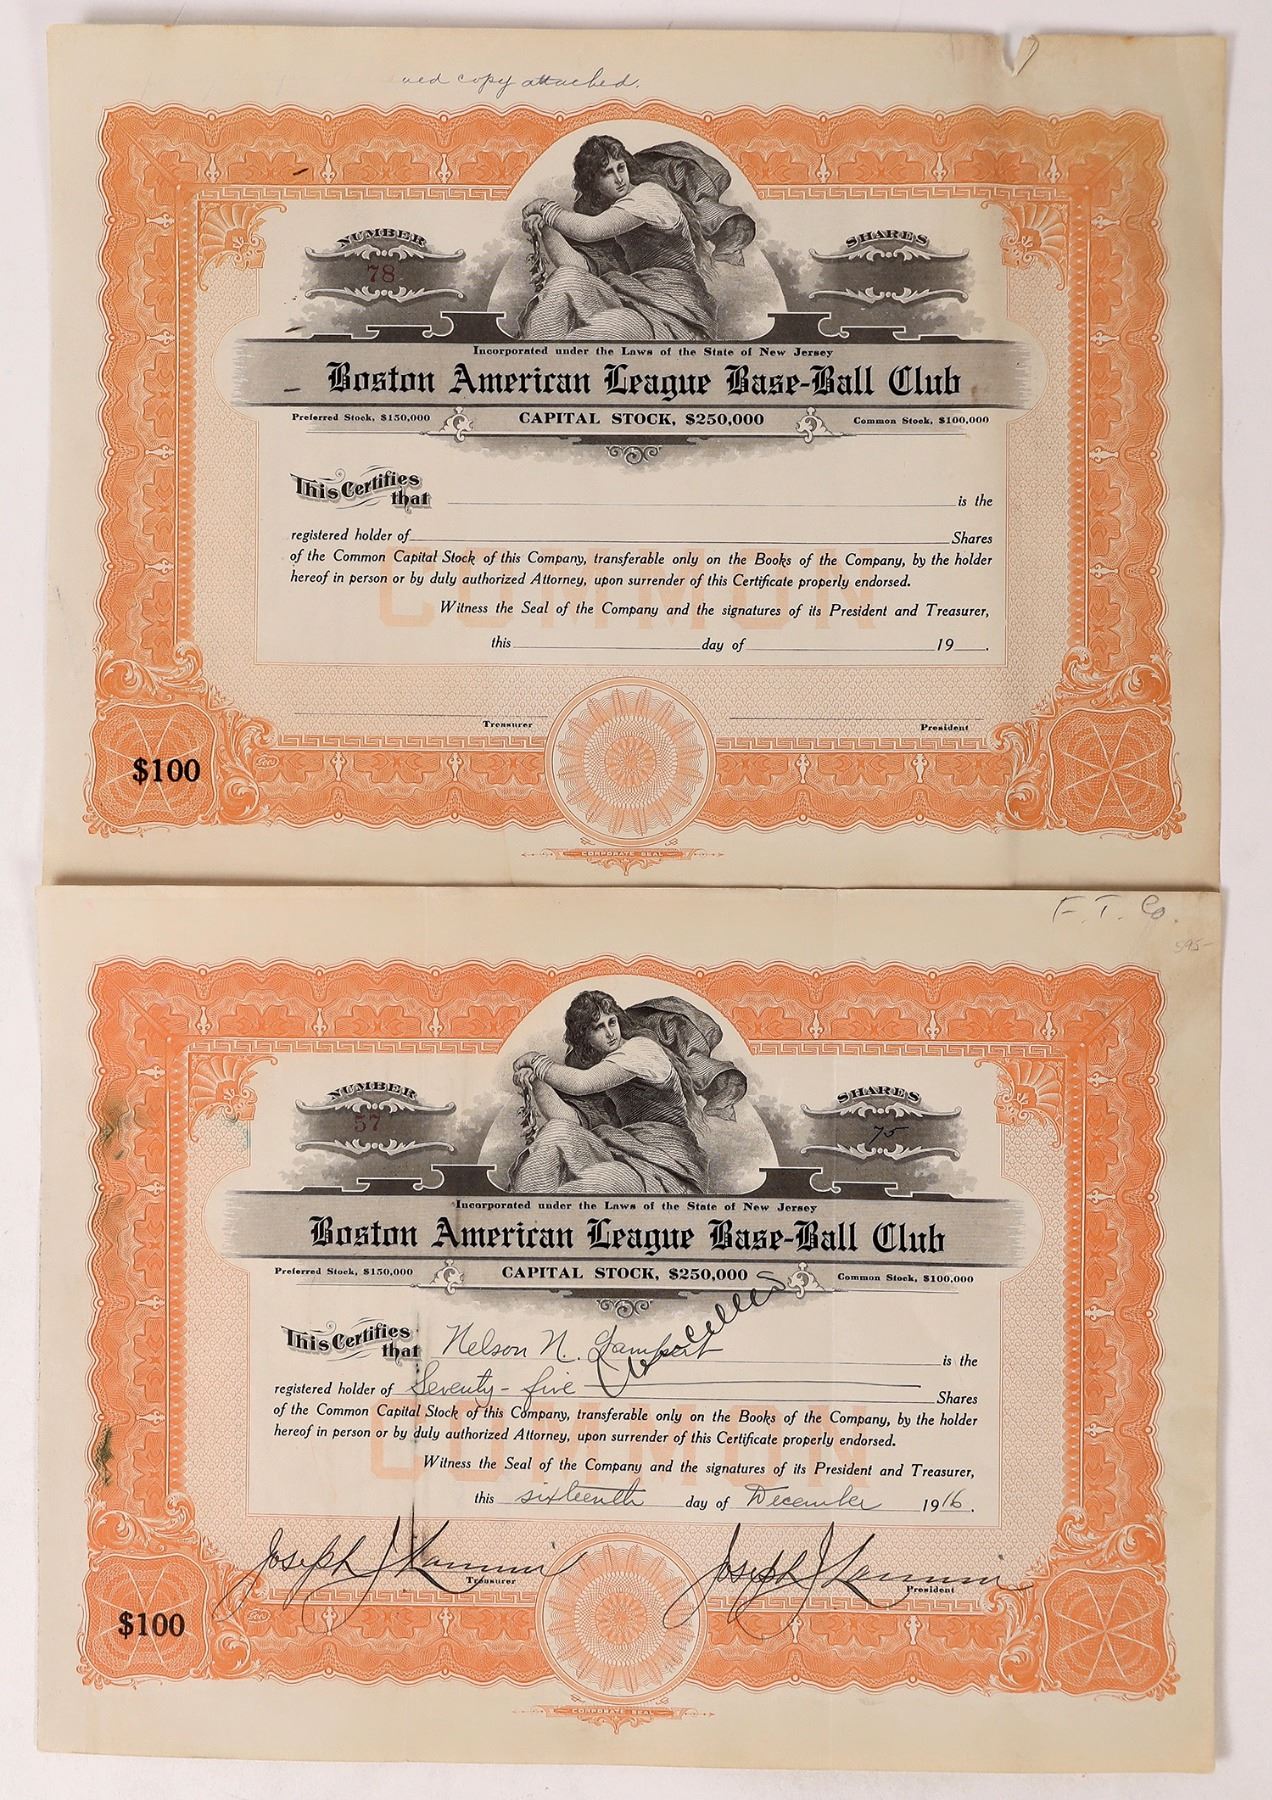 copy attached.
NUMBER
SHARES
78
Incorporated under the Laws of the State of New Jersey
Boston American League Base-Ball Club
Preferred Stock, $150,000 CAPITAL STOCK, $250,000 Common Stock, $100,000
This Certifies
that is the
registered holder of Shares
of the Common Capital Stock of this Company, transferable only on the Books of the Company, by the holder
hereof in person or by duly authorized Attorney, upon surrender of this Certificate properly endorsed.
COMMON
Witness the Seal of the Company and the signatures of its President and Treasurer,
this day of 19 .
Treasurer President
$100
CORPORATE SEAL
F. T. Co.
595-
NUMBER
SHARES
57
75
Incorporated under the Laws of the State of New Jersey
Boston American League Base-Ball Club
Preferred Stock, $150,000 CAPITAL STOCK, $250,000 Common Stock, $100,000
Cancelled
This Certifies
that Nelson N. Lampert is the
registered holder of Seventy-five Shares
of the Common Capital Stock of this Company, transferable only on the Books of the Company, by the holder
hereof in person or by duly authorized Attorney, upon surrender of this Certificate properly endorsed.
COMMON
Witness the Seal of the Company and the signatures of its President and Treasurer,
this sixteenth day of December 1916.
Joseph J Lannin Joseph J Lannin
Treasurer President
$100
CORPORATE SEAL